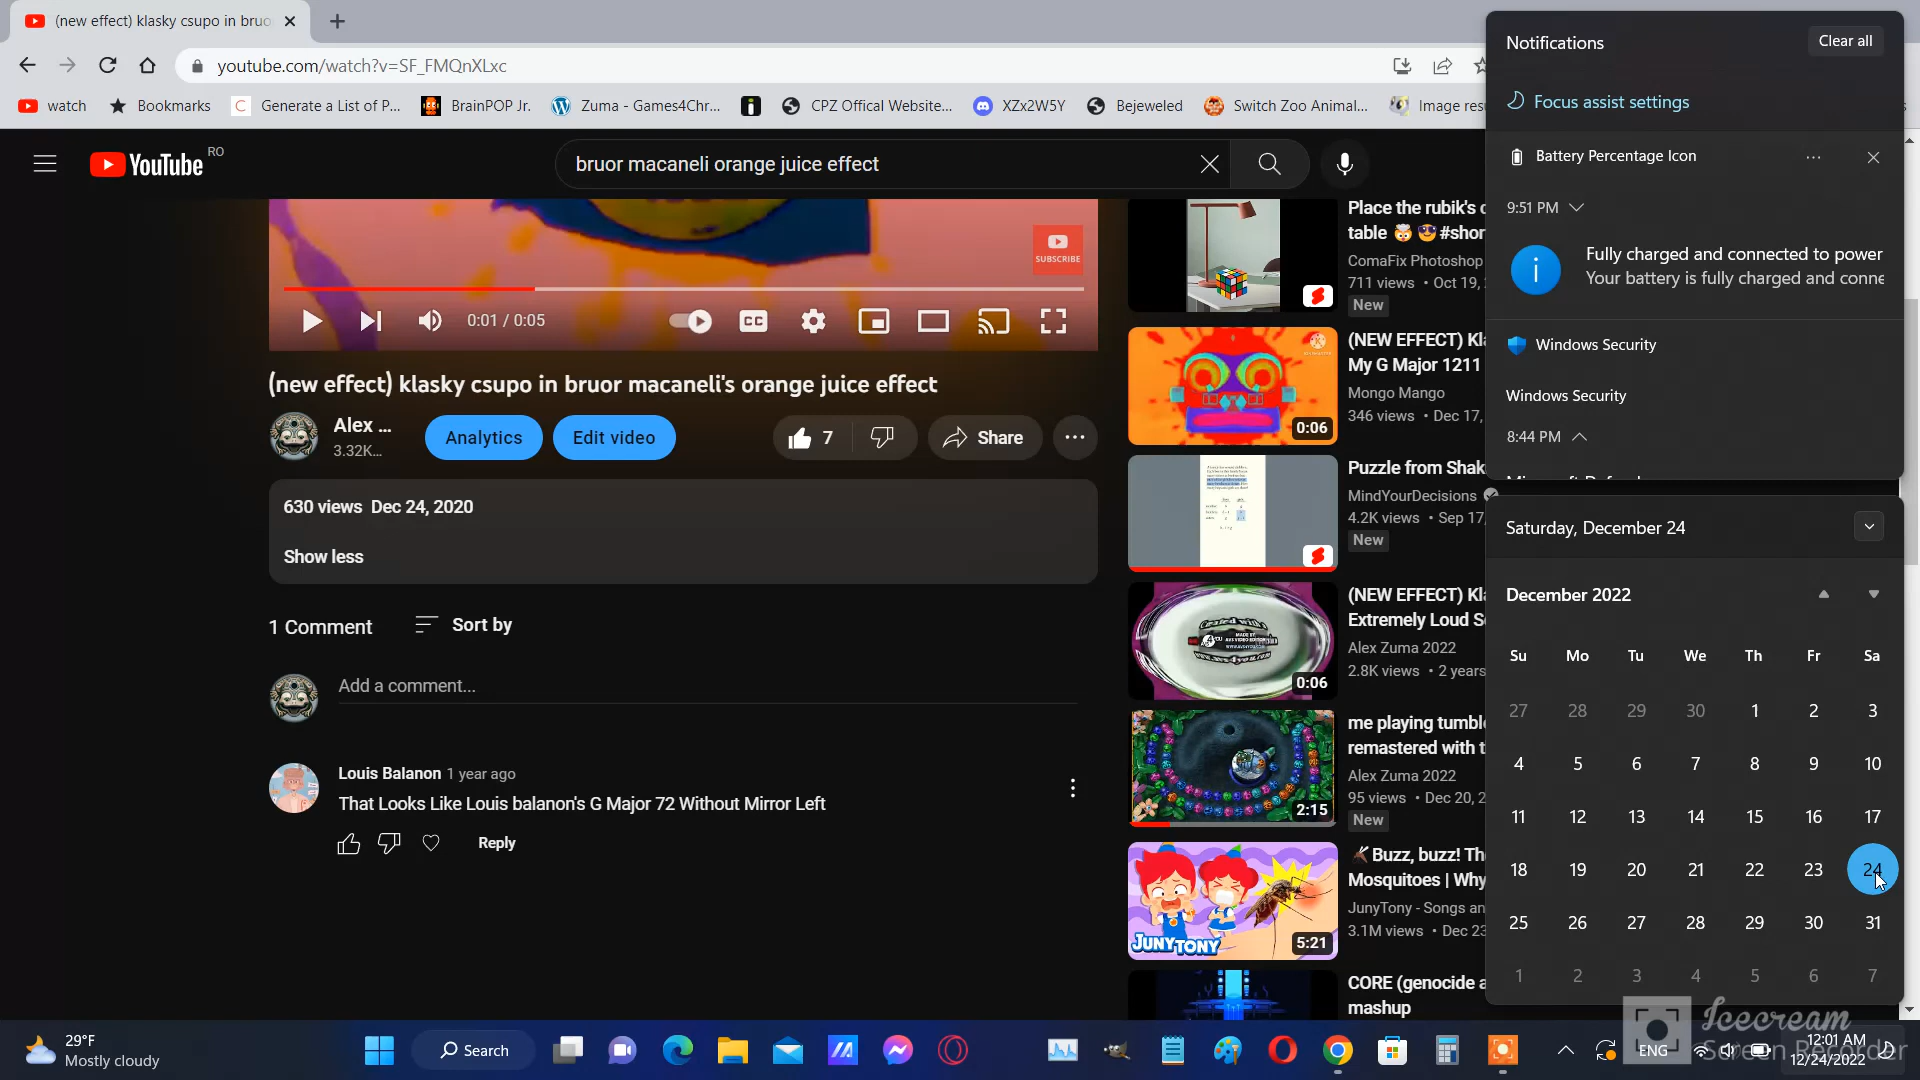 (new effect) klasky csupo in bruo
youtube.com/watch?v=SF_FMQnXLxc
watch
Bookmarks
Generate a List of P...
BrainPOP Jr.
Zuma - Games4Chr...
CPZ Offical Website...
XZx2W5Y
Bejeweled
Switch Zoo Animal...
Image res
YouTube RO
bruor macaneli orange juice effect
SUBSCRIBE
0:01 / 0:05
CC
(new effect) klasky csupo in bruor macaneli's orange juice effect
Alex ...
3.32K...
Analytics
Edit video
7
Share
630 views Dec 24, 2020
Show less
1 Comment
Sort by
Add a comment...
Louis Balanon 1 year ago
That Looks Like Louis balanon's G Major 72 Without Mirror Left
Reply
Place the rubik's c
table 🤯 😎 #shor
ComaFix Photoshop
711 views • Oct 19,
New
(NEW EFFECT) Kl
My G Major 1211
Mongo Mango
346 views • Dec 17,
0:06
Puzzle from Shak
MindYourDecisions
4.2K views • Sep 17,
New
(NEW EFFECT) Kl
Extremely Loud S
Alex Zuma 2022
2.8K views • 2 years
0:06
me playing tumble
remastered with t
Alex Zuma 2022
95 views • Dec 20, 2
New
2:15
🦟Buzz, buzz! Th
Mosquitoes | Why
JunyTony - Songs an
3.1M views • Dec 23
JUNYTONY
5:21
CORE (genocide a
mashup
Notifications
Clear all
Focus assist settings
Battery Percentage Icon
9:51 PM
Fully charged and connected to power
Your battery is fully charged and conne
Windows Security
Windows Security
8:44 PM
Saturday, December 24
December 2022
Su Mo Tu We Th Fr Sa
27 28 29 30 1 2 3
4 5 6 7 8 9 10
11 12 13 14 15 16 17
18 19 20 21 22 23 24
25 26 27 28 29 30 31
1 2 3 4 5 6 7
29°F
Mostly cloudy
Search
ENG
12:01 AM
12/24/2022
Icecream
Screen Recorder